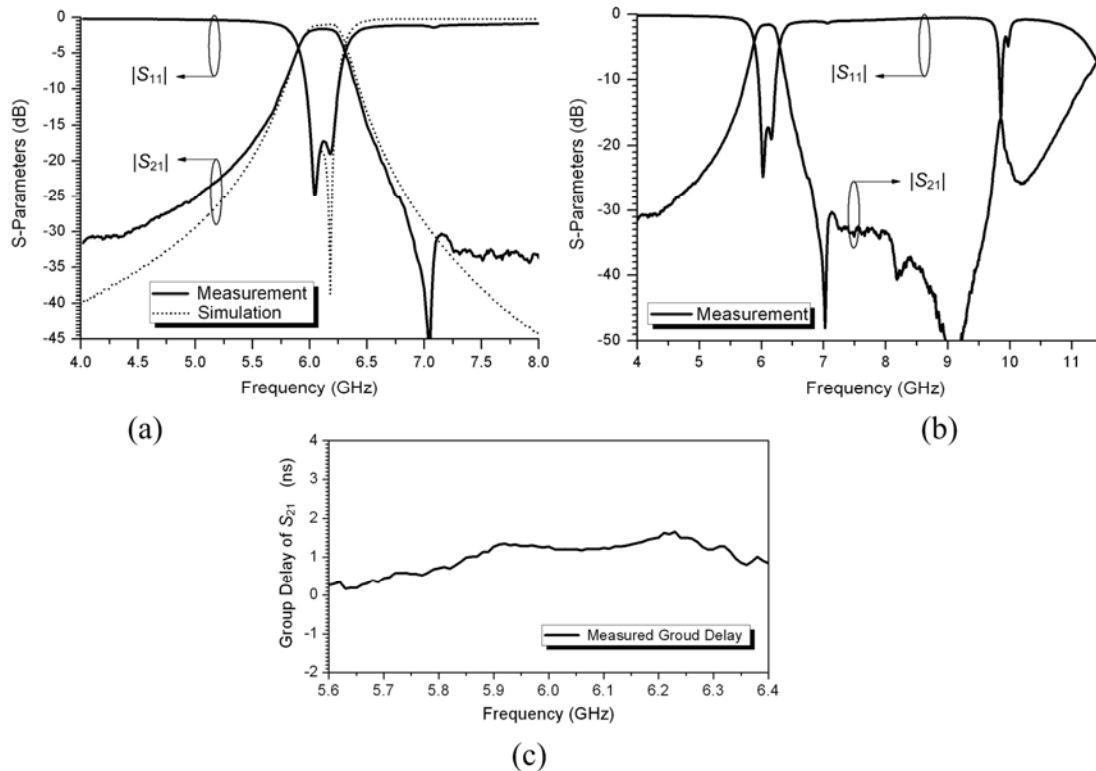 0
-5
-10
-15
-20
-25
-30
-35
-40
-45
S-Parameters (dB)
|S11|
|S21|
Measurement
Simulation
4.0 4.5 5.0 5.5 6.0 6.5 7.0 7.5 8.0
Frequency (GHz)
(a)
0
-10
-20
-30
-40
-50
S-Parameters (dB)
|S11|
|S21|
Measurement
4 5 6 7 8 9 10 11
Frequency (GHz)
(b)
4
3
2
1
0
-1
-2
Group Delay of S21 (ns)
Measured Groud Delay
5.6 5.7 5.8 5.9 6.0 6.1 6.2 6.3 6.4
Frequency (GHz)
(c)